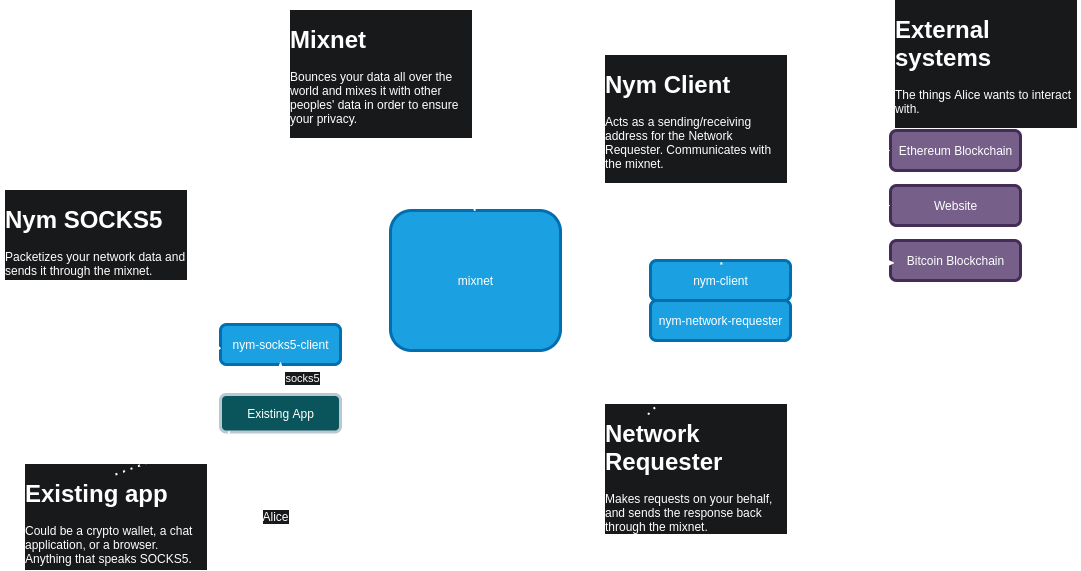 Mixnet
Bounces your data all over the
world and mixes it with other
peoples' data in order to ensure
your privacy.
Nym Client
Acts as a sending/receiving
address for the Network
Requester. Communicates with
the mixnet.
External
systems
The things Alice wants to interact
with.
Ethereum Blockchain
Website
Bitcoin Blockchain
Nym SOCKS5
Packetizes your network data and
sends it through the mixnet.
mixnet
nym-client
nym-network-requester
nym-socks5-client
socks5
Existing App
Existing app
Could be a crypto wallet, a chat
application, or a browser.
Anything that speaks SOCKS5.
Alice
Network
Requester
Makes requests on your behalf,
and sends the response back
through the mixnet.